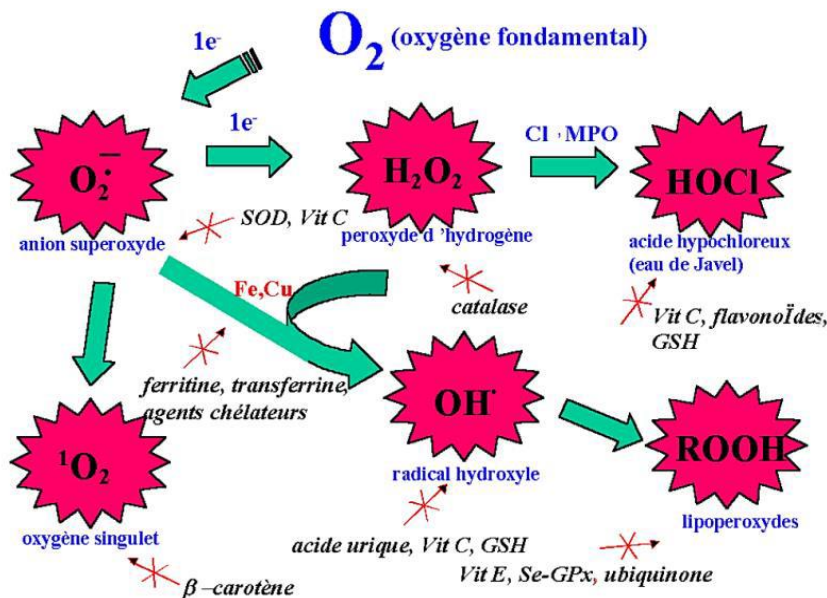 1e-
O₂ (oxygène fondamental)
1e-
Cl , MPO
O₂•̄
H₂O₂
HOCl
SOD, Vit C
anion superoxyde
peroxyde d ’hydrogène
acide hypochloreux
(eau de Javel)
Fe,Cu
catalase
Vit C, flavonoÏdes,
GSH
ferritine, transferrine,
agents chélateurs
OH•
ROOH
¹O₂
radical hydroxyle
lipoperoxydes
oxygène singulet
acide urique, Vit C, GSH
Vit E, Se-GPx, ubiquinone
β –carotène